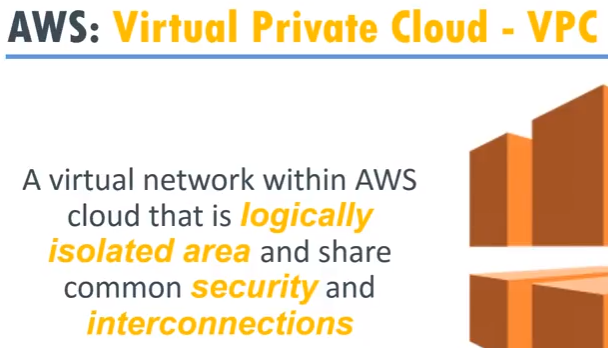 AWS: Virtual Private Cloud - VPC
A virtual network within AWS
cloud that is logically
isolated area and share
common security and
interconnections